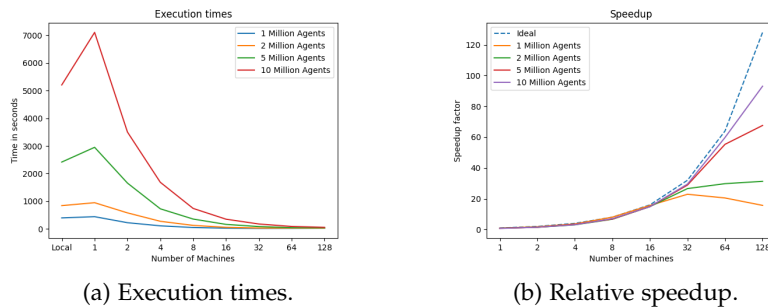 Execution times
1 Million Agents
2 Million Agents
5 Million Agents
10 Million Agents
7000
6000
5000
4000
3000
2000
1000
0
Time in seconds
Local 1 2 4 8 16 32 64 128
Number of Machines
(a) Execution times.
Speedup
Ideal
1 Million Agents
2 Million Agents
5 Million Agents
10 Million Agents
120
100
80
60
40
20
0
Speedup factor
1 2 4 8 16 32 64 128
Number of machines
(b) Relative speedup.